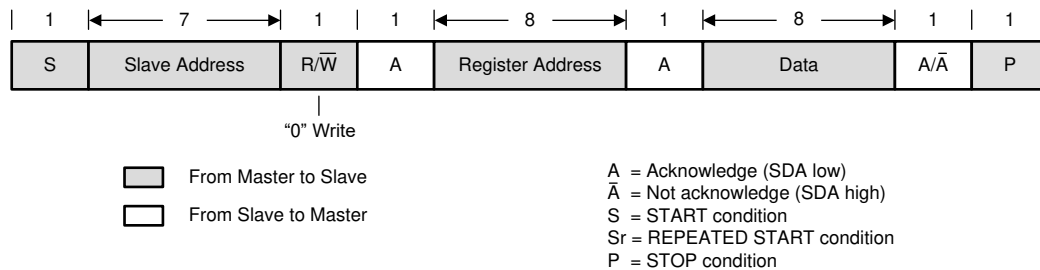 1 7 1 1 8 1 8 1 1
S Slave Address R/W̅ A Register Address A Data A/A̅ P
“0” Write
From Master to Slave
From Slave to Master
A = Acknowledge (SDA low)
A̅ = Not acknowledge (SDA high)
S = START condition
Sr = REPEATED START condition
P = STOP condition